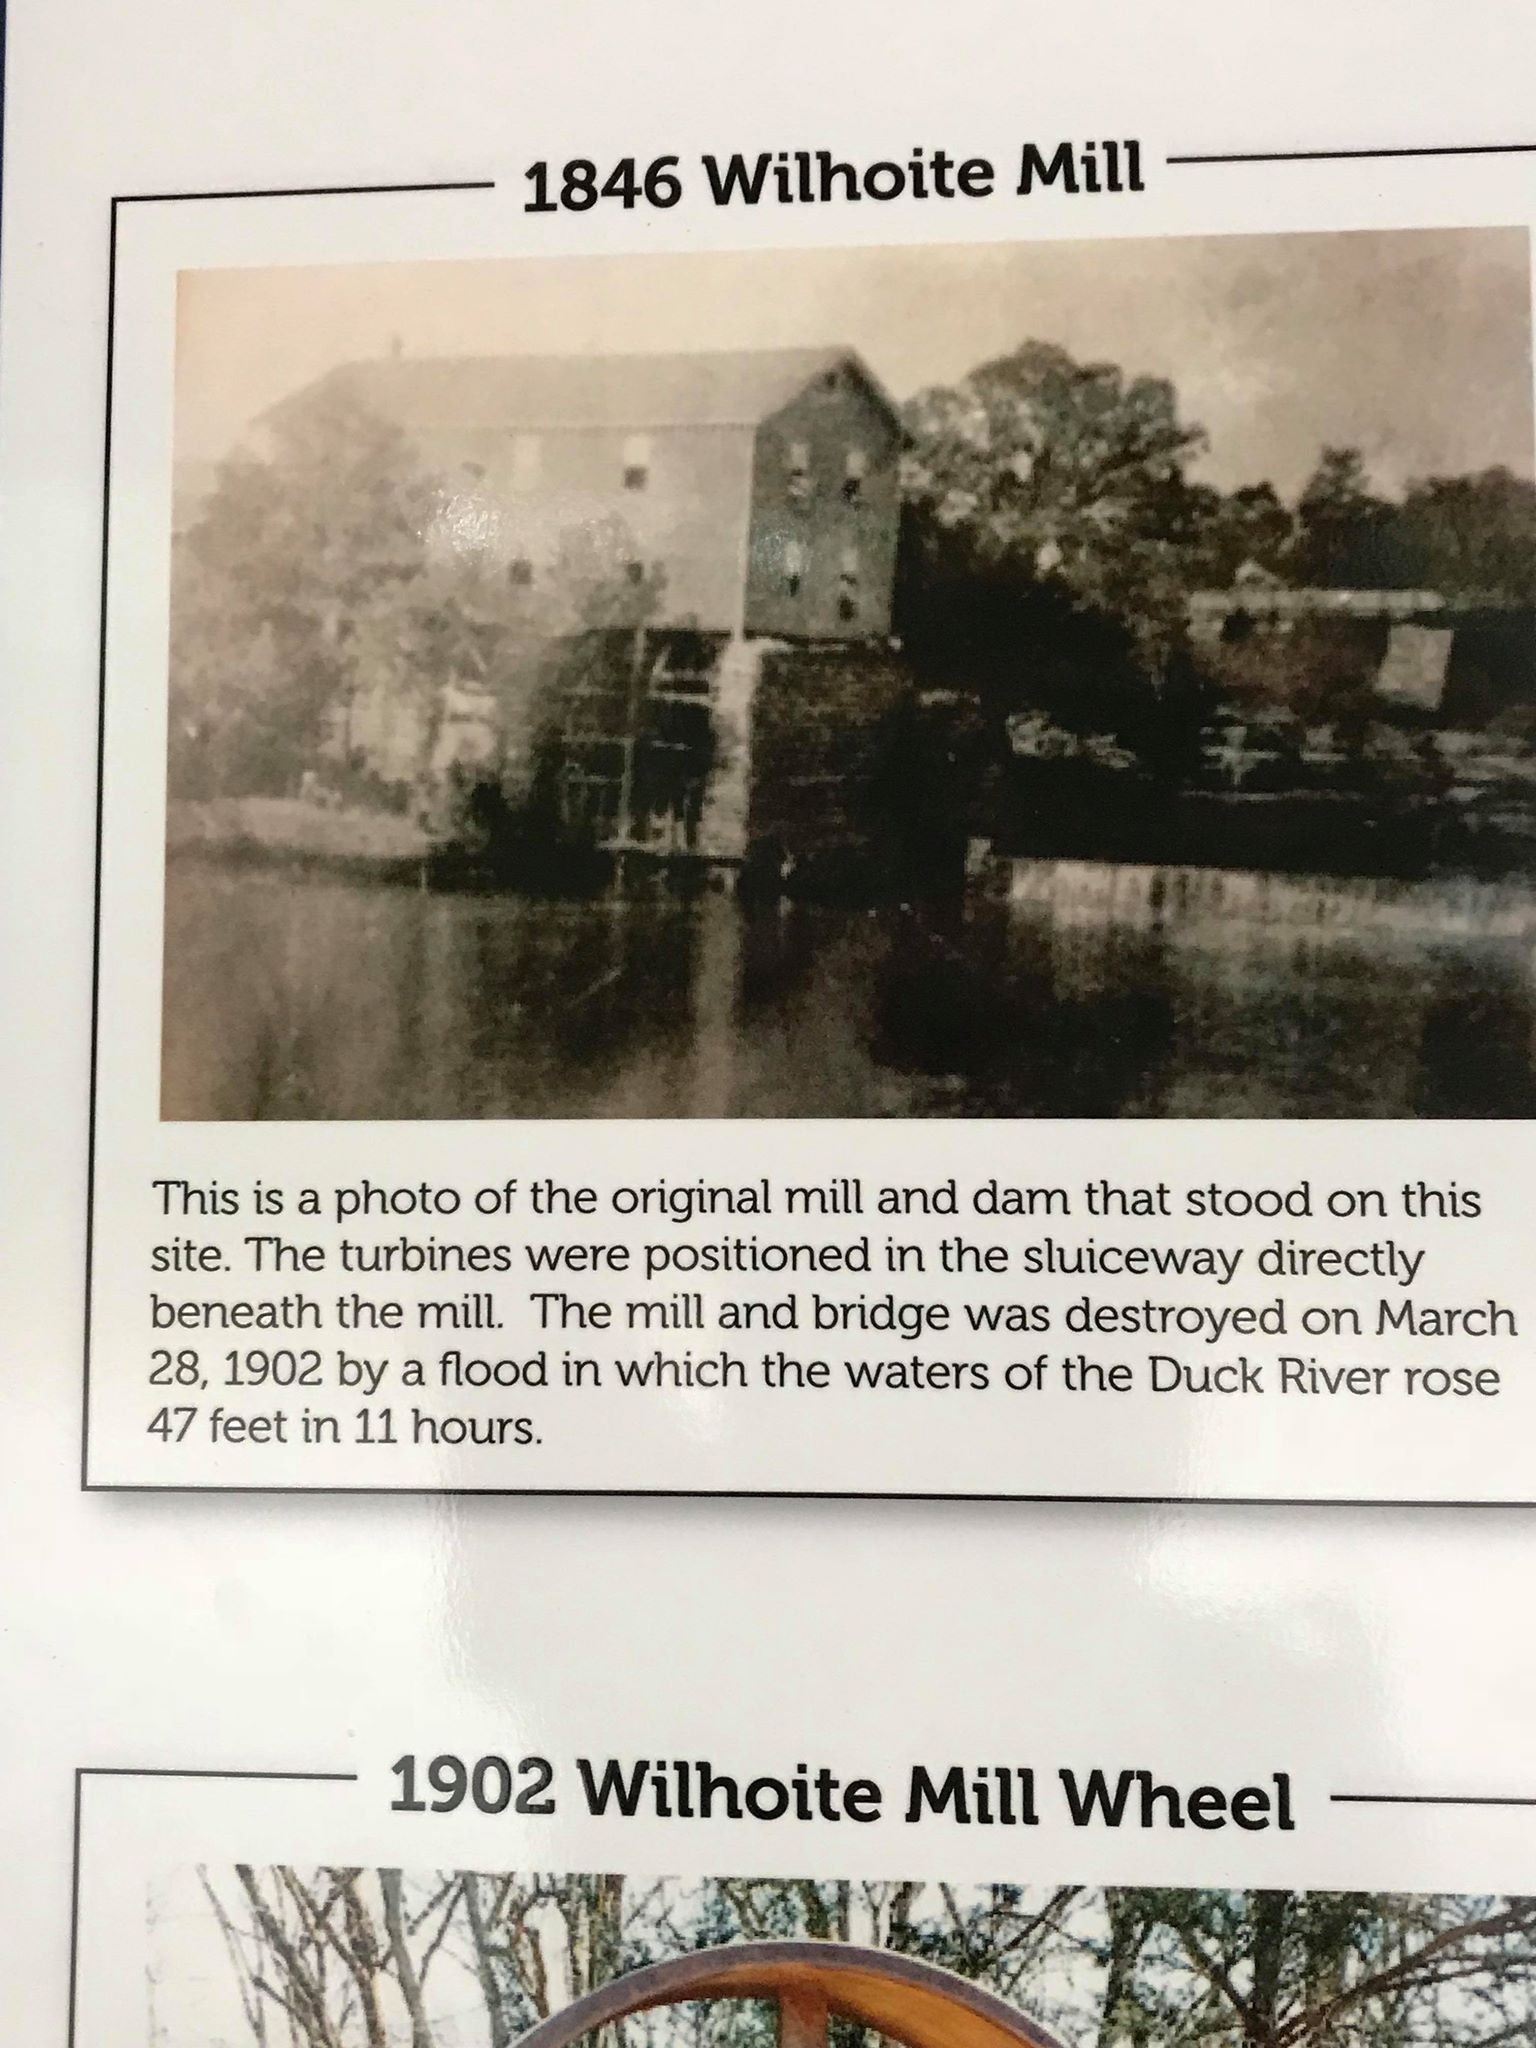 1846 Wilhoite Mill
This is a photo of the original mill and dam that stood on this
site. The turbines were positioned in the sluiceway directly
beneath the mill.  The mill and bridge was destroyed on March
28, 1902 by a flood in which the waters of the Duck River rose
47 feet in 11 hours.
1902 Wilhoite Mill Wheel